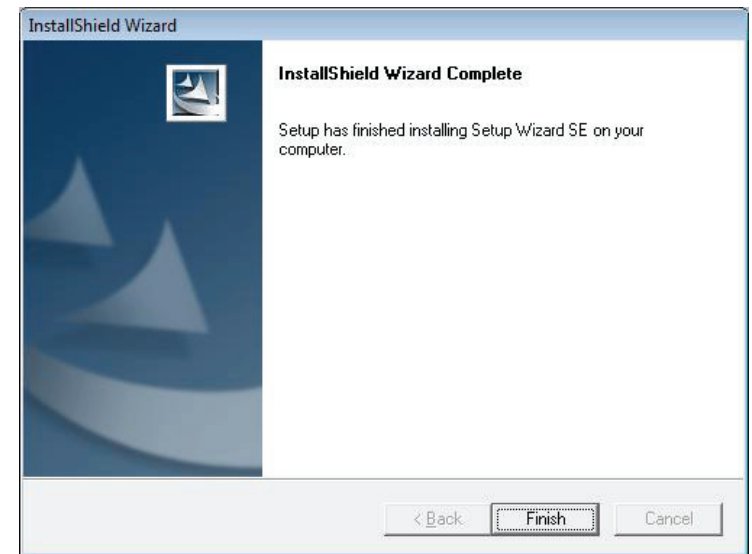 InstallShield Wizard
InstallShield Wizard Complete
Setup has finished installing Setup Wizard SE on your
computer.
< Back
Finish
Cancel